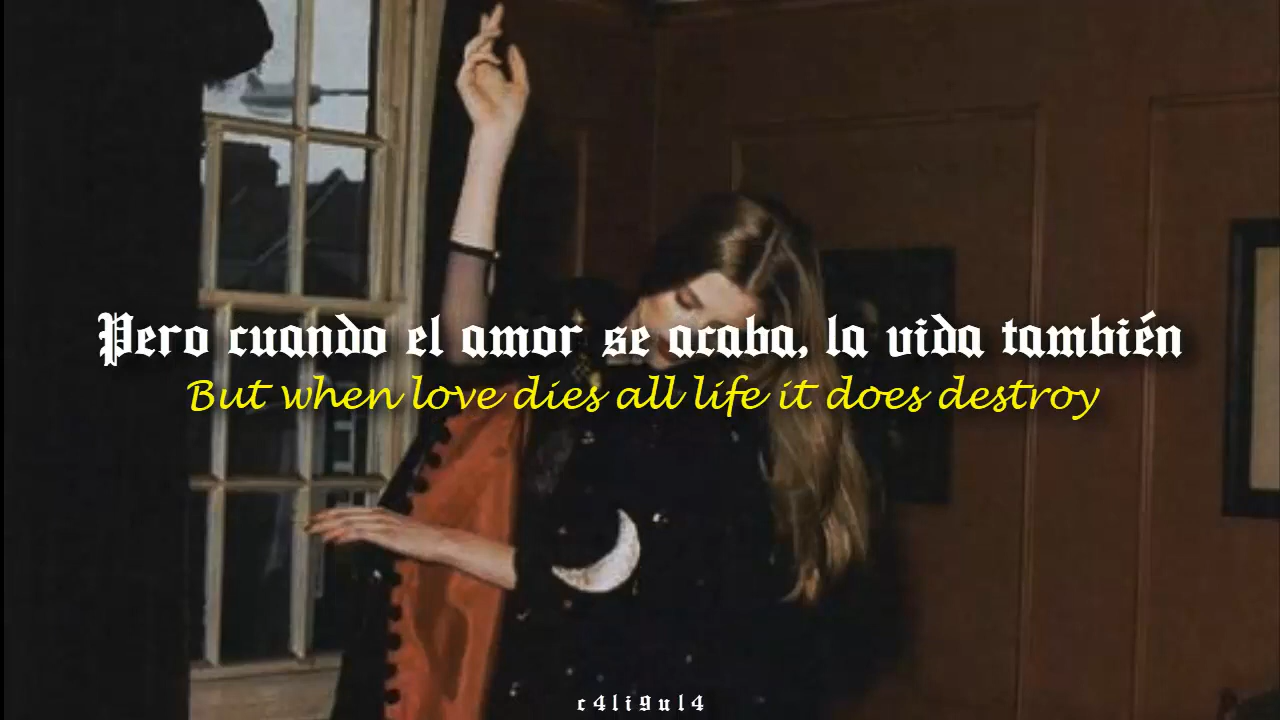 Pero cuando el amor se acaba, la vida también
But when love dies all life it does destroy
c4li9ul4